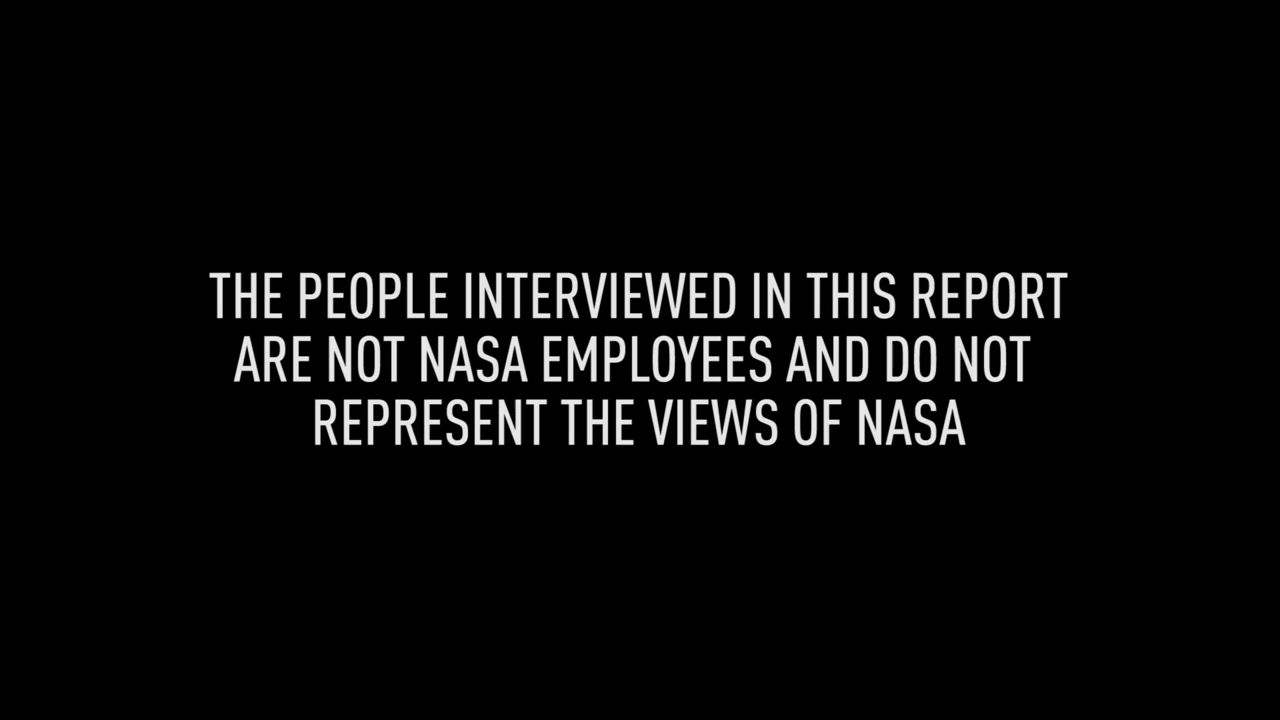 THE PEOPLE INTERVIEWED IN THIS REPORT
ARE NOT NASA EMPLOYEES AND DO NOT
REPRESENT THE VIEWS OF NASA